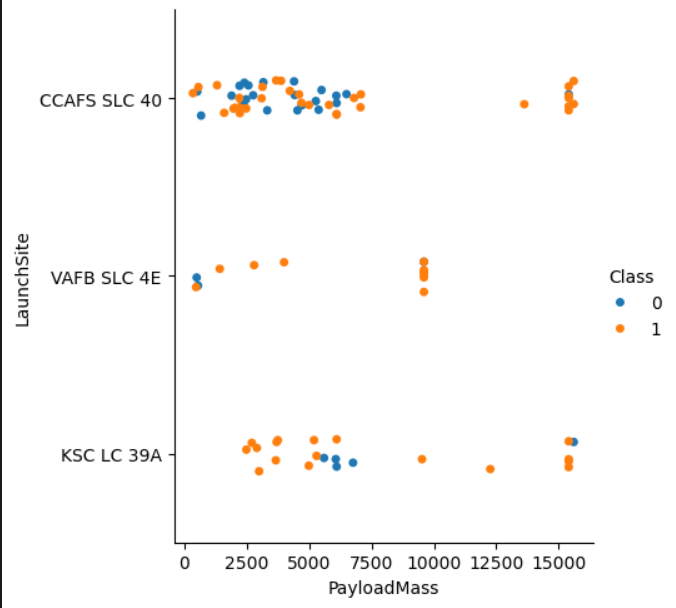 CCAFS SLC 40
VAFB SLC 4E
KSC LC 39A
LaunchSite
0 2500 5000 7500 10000 12500 15000
PayloadMass
Class
0
1